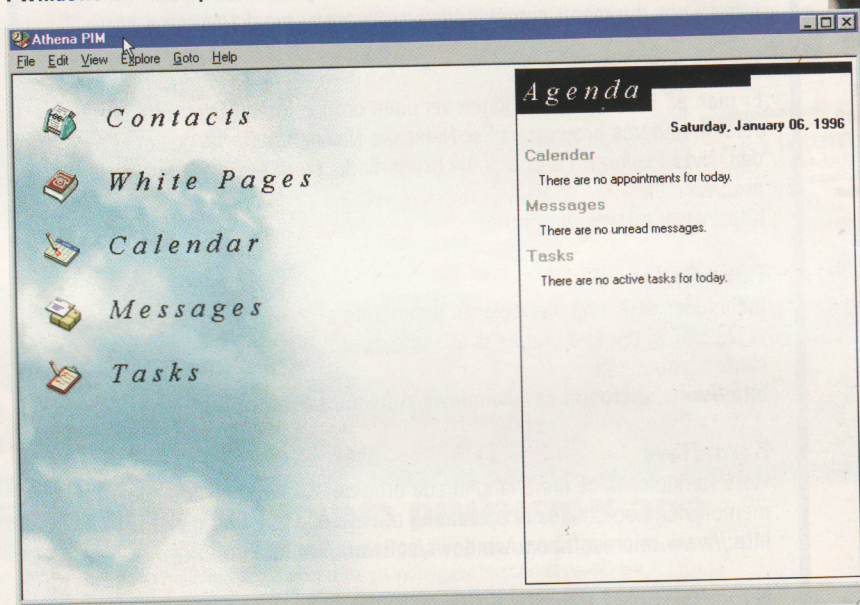 Athena PIM
File Edit View Explore Goto Help
Contacts
White Pages
Calendar
Messages
Tasks
Agenda
Saturday, January 06, 1996
Calendar
There are no appointments for today.
Messages
There are no unread messages.
Tasks
There are no active tasks for today.